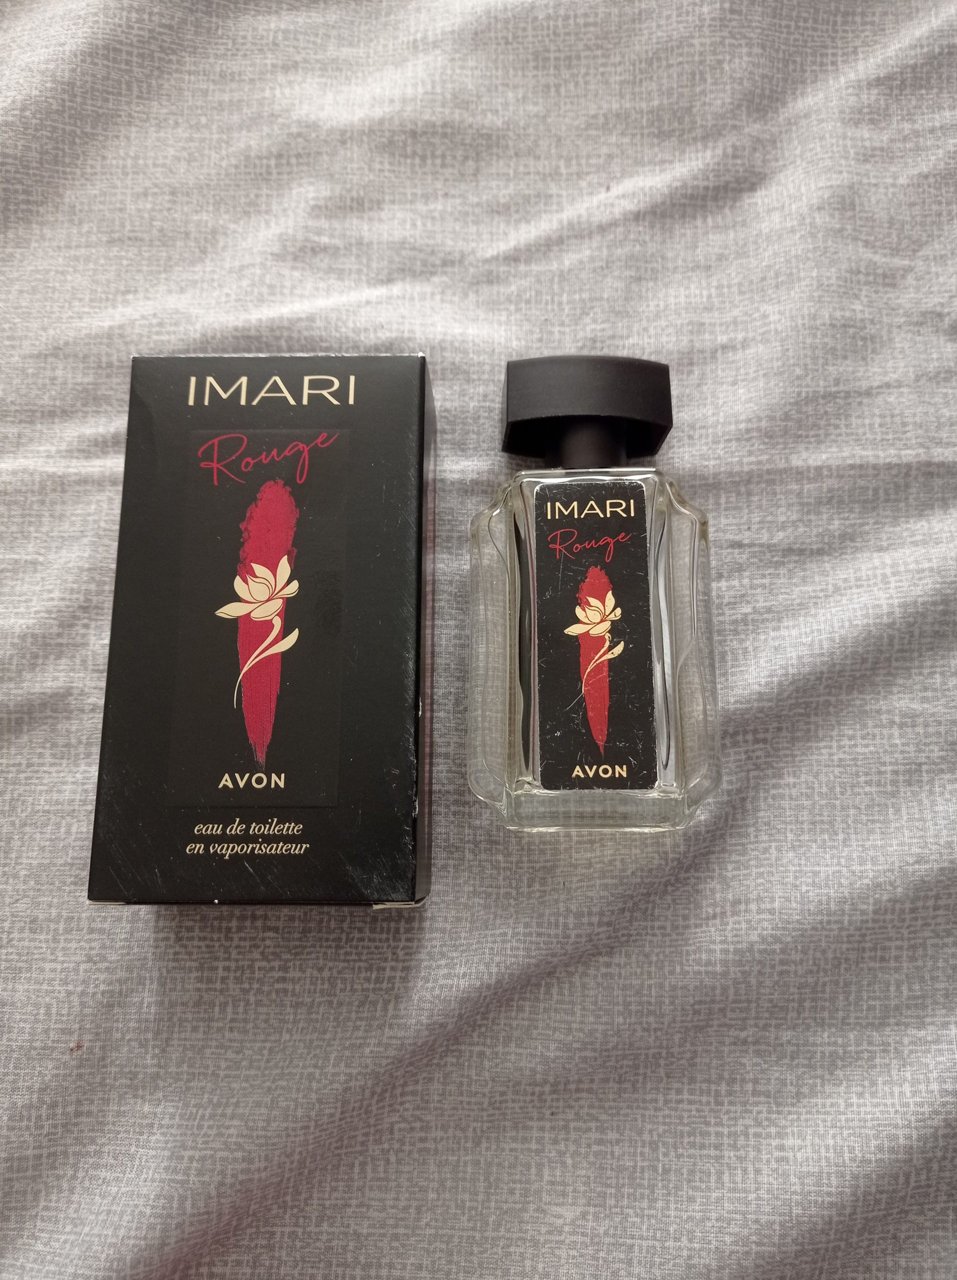 IMARI
Rouge
AVON
eau de toilette
en vaporisateur
IMARI
Rouge
AVON